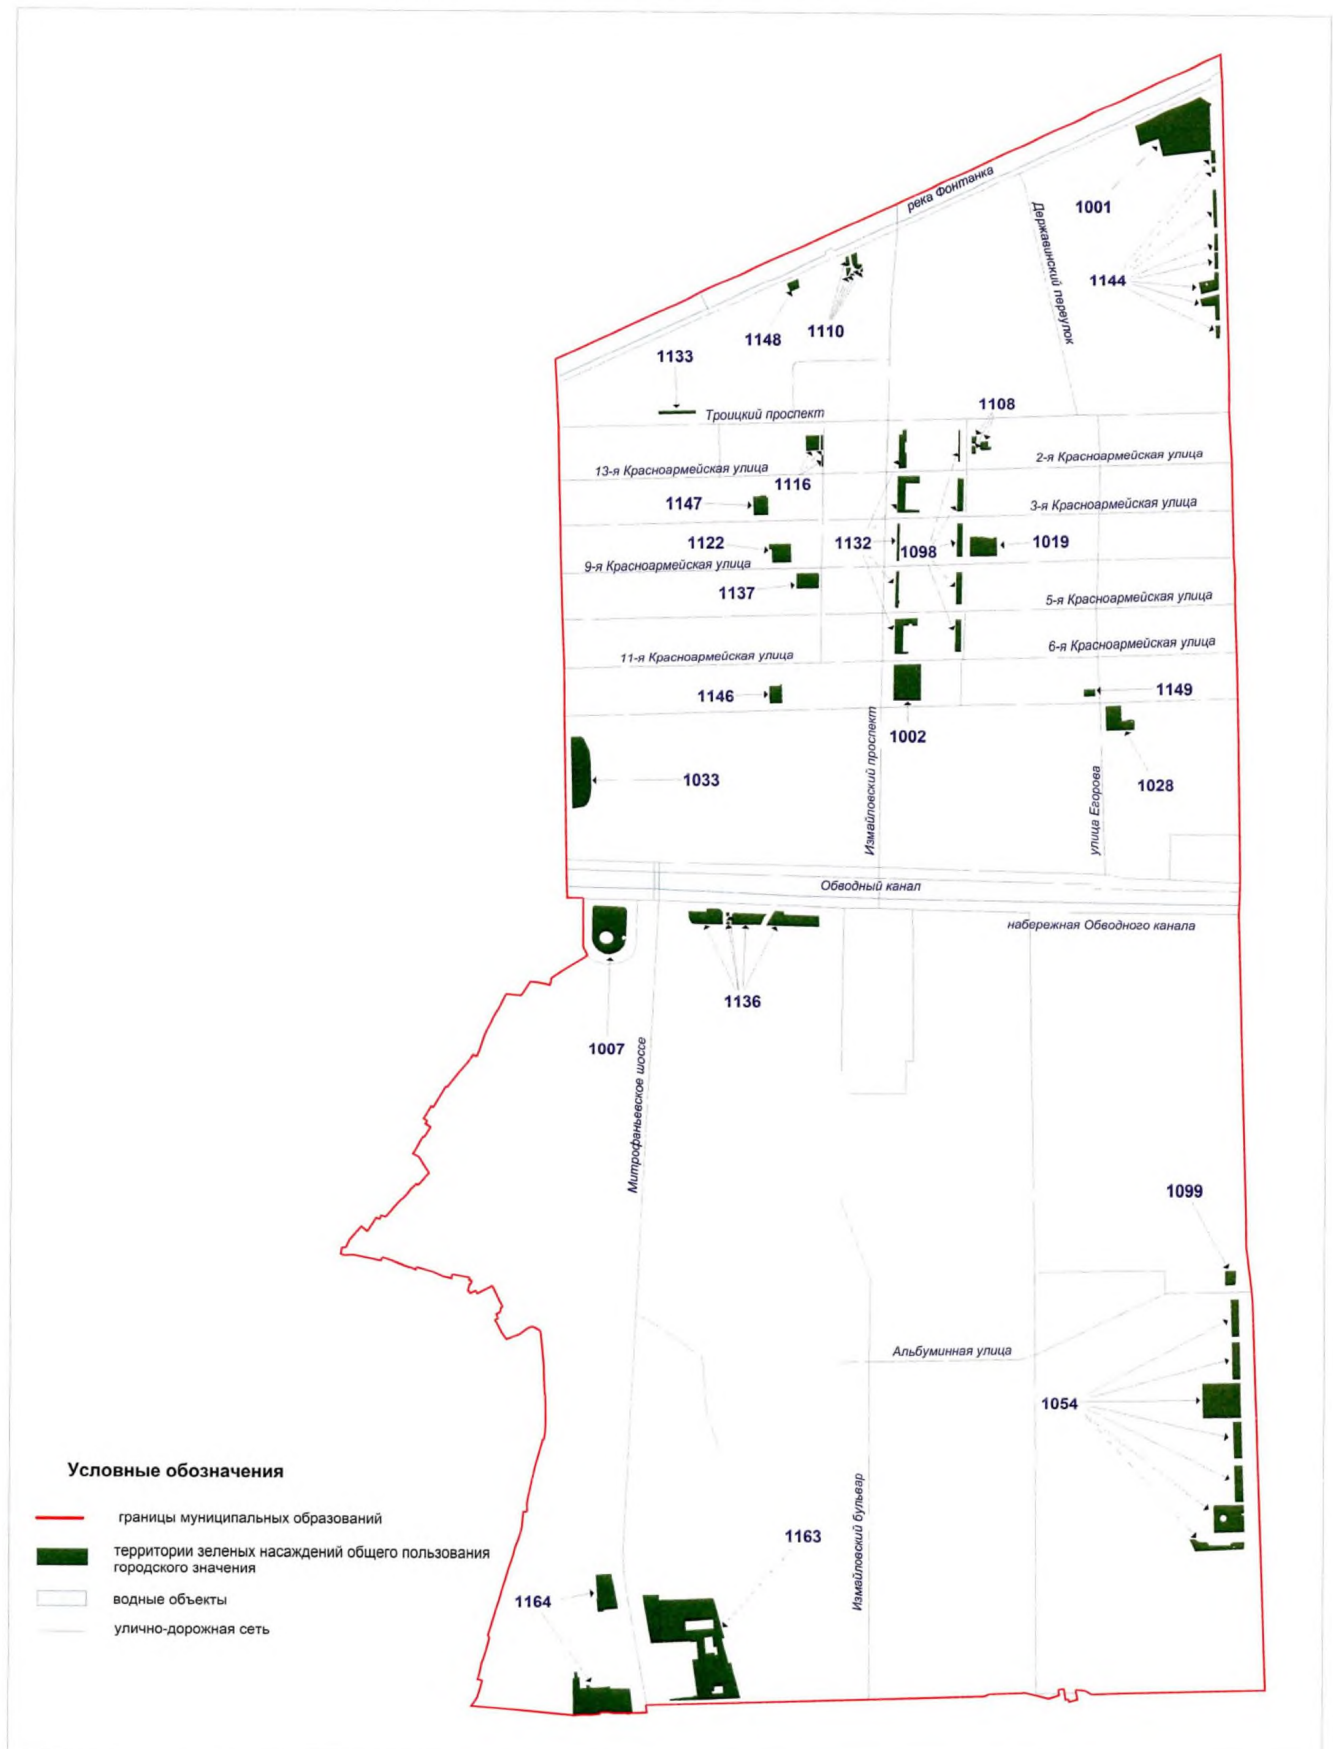 река Фонтанка
1001
Державинский переулок
1144
1148
1110
1133
Троицкий проспект
1108
13-я Красноармейская улица
2-я Красноармейская улица
1116
1147
3-я Красноармейская улица
1122
1132
1098
1019
9-я Красноармейская улица
1137
5-я Красноармейская улица
11-я Красноармейская улица
6-я Красноармейская улица
1146
1149
1002
Измайловский проспект
1033
1028
улица Егорова
Обводный канал
набережная Обводного канала
1136
1007
Митрофаньевское шоссе
1099
Альбуминная улица
1054
Измайловский бульвар
1163
1164
Условные обозначения
границы муниципальных образований
территории зеленых насаждений общего пользования
городского значения
водные объекты
улично-дорожная сеть